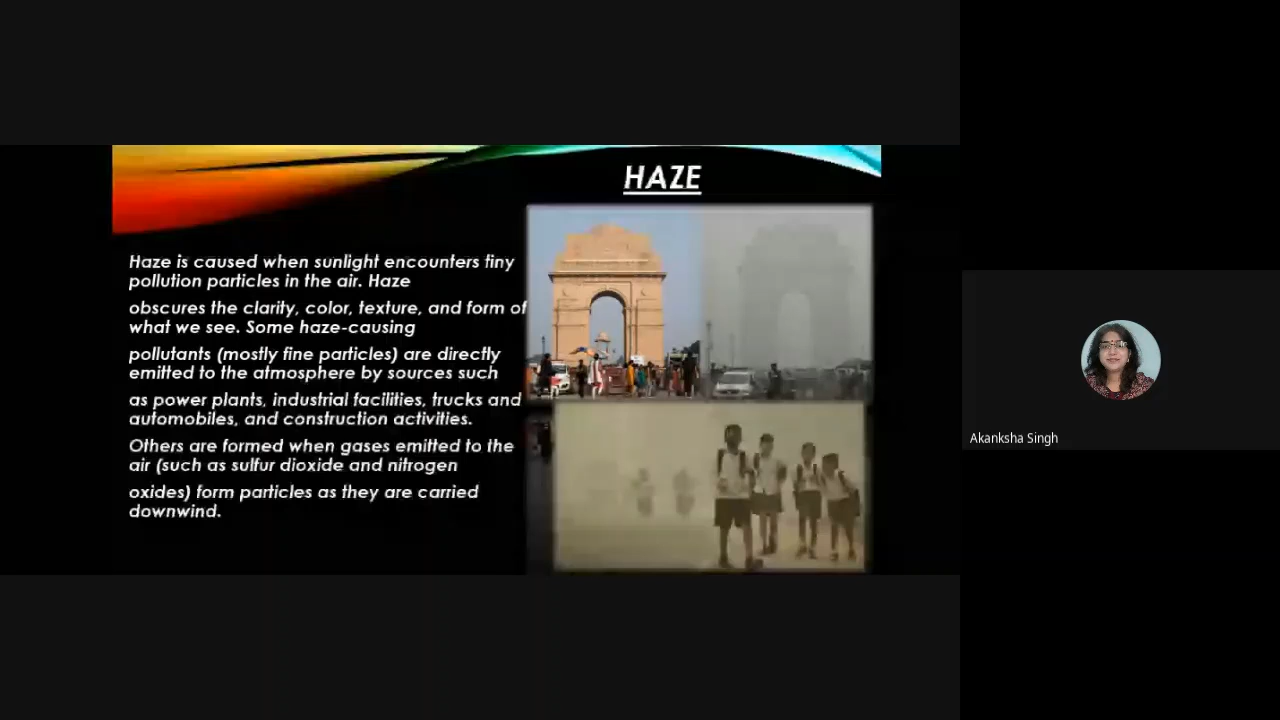 HAZE
Haze is caused when sunlight encounters tiny
pollution particles in the air. Haze
obscures the clarity, color, texture, and form of
what we see. Some haze-causing
pollutants (mostly fine particles) are directly
emitted to the atmosphere by sources such
as power plants, industrial facilities, trucks and
automobiles, and construction activities.
Others are formed when gases emitted to the
air (such as sulfur dioxide and nitrogen
oxides) form particles as they are carried
downwind.
Akanksha Singh